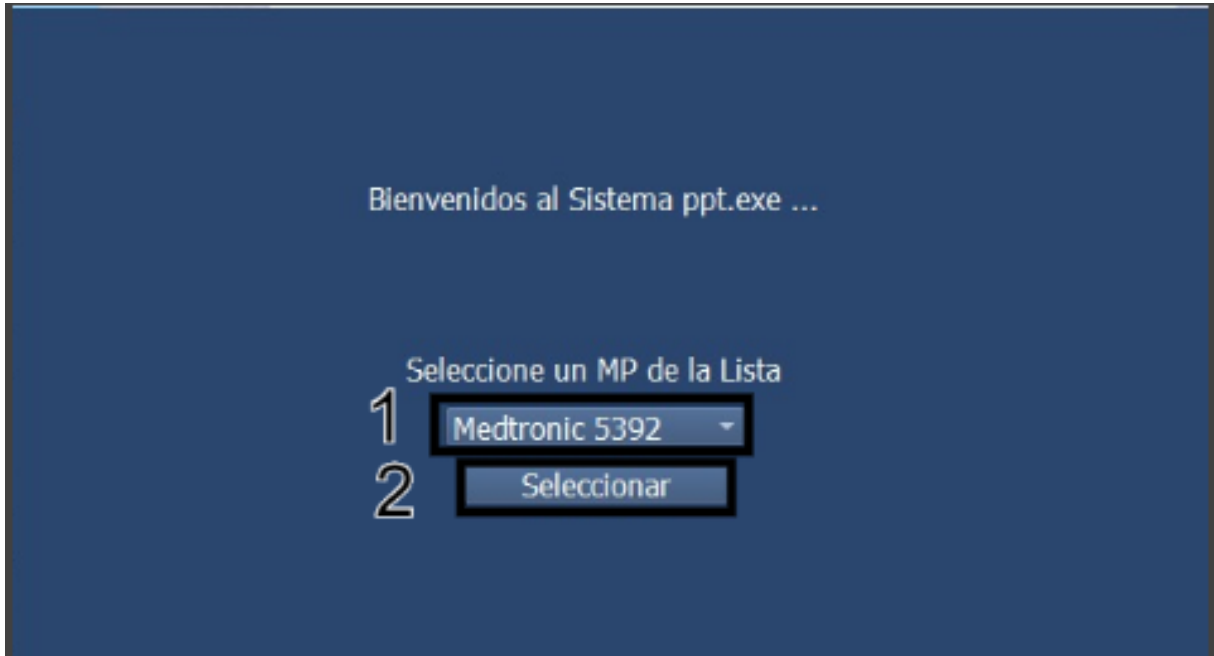 Bienvenidos al Sistema ppt.exe ...
Seleccione un MP de la Lista
1 Medtronic 5392
2 Seleccionar